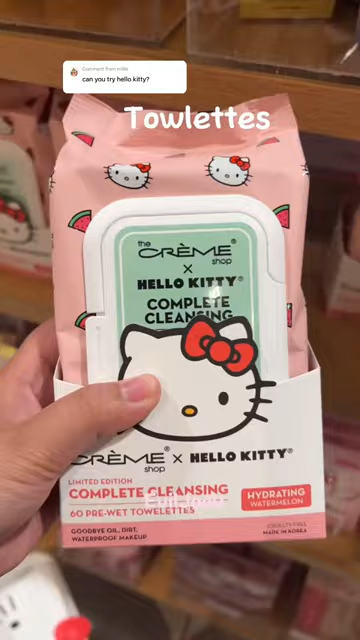 Comment from millie
can you try hello kitty?
Towlettes
the
CRÈME®
shop
×
HELLO KITTY®
COMPLETE
CLEANSING
CRÈME® shop × HELLO KITTY®
LIMITED EDITION
COMPLETE CLEANSING
60 PRE-WET TOWELETTES
HYDRATING
WATERMELON
GOODBYE OIL, DIRT,
WATERPROOF MAKEUP
CRUELTY-FREE
MADE IN KOREA